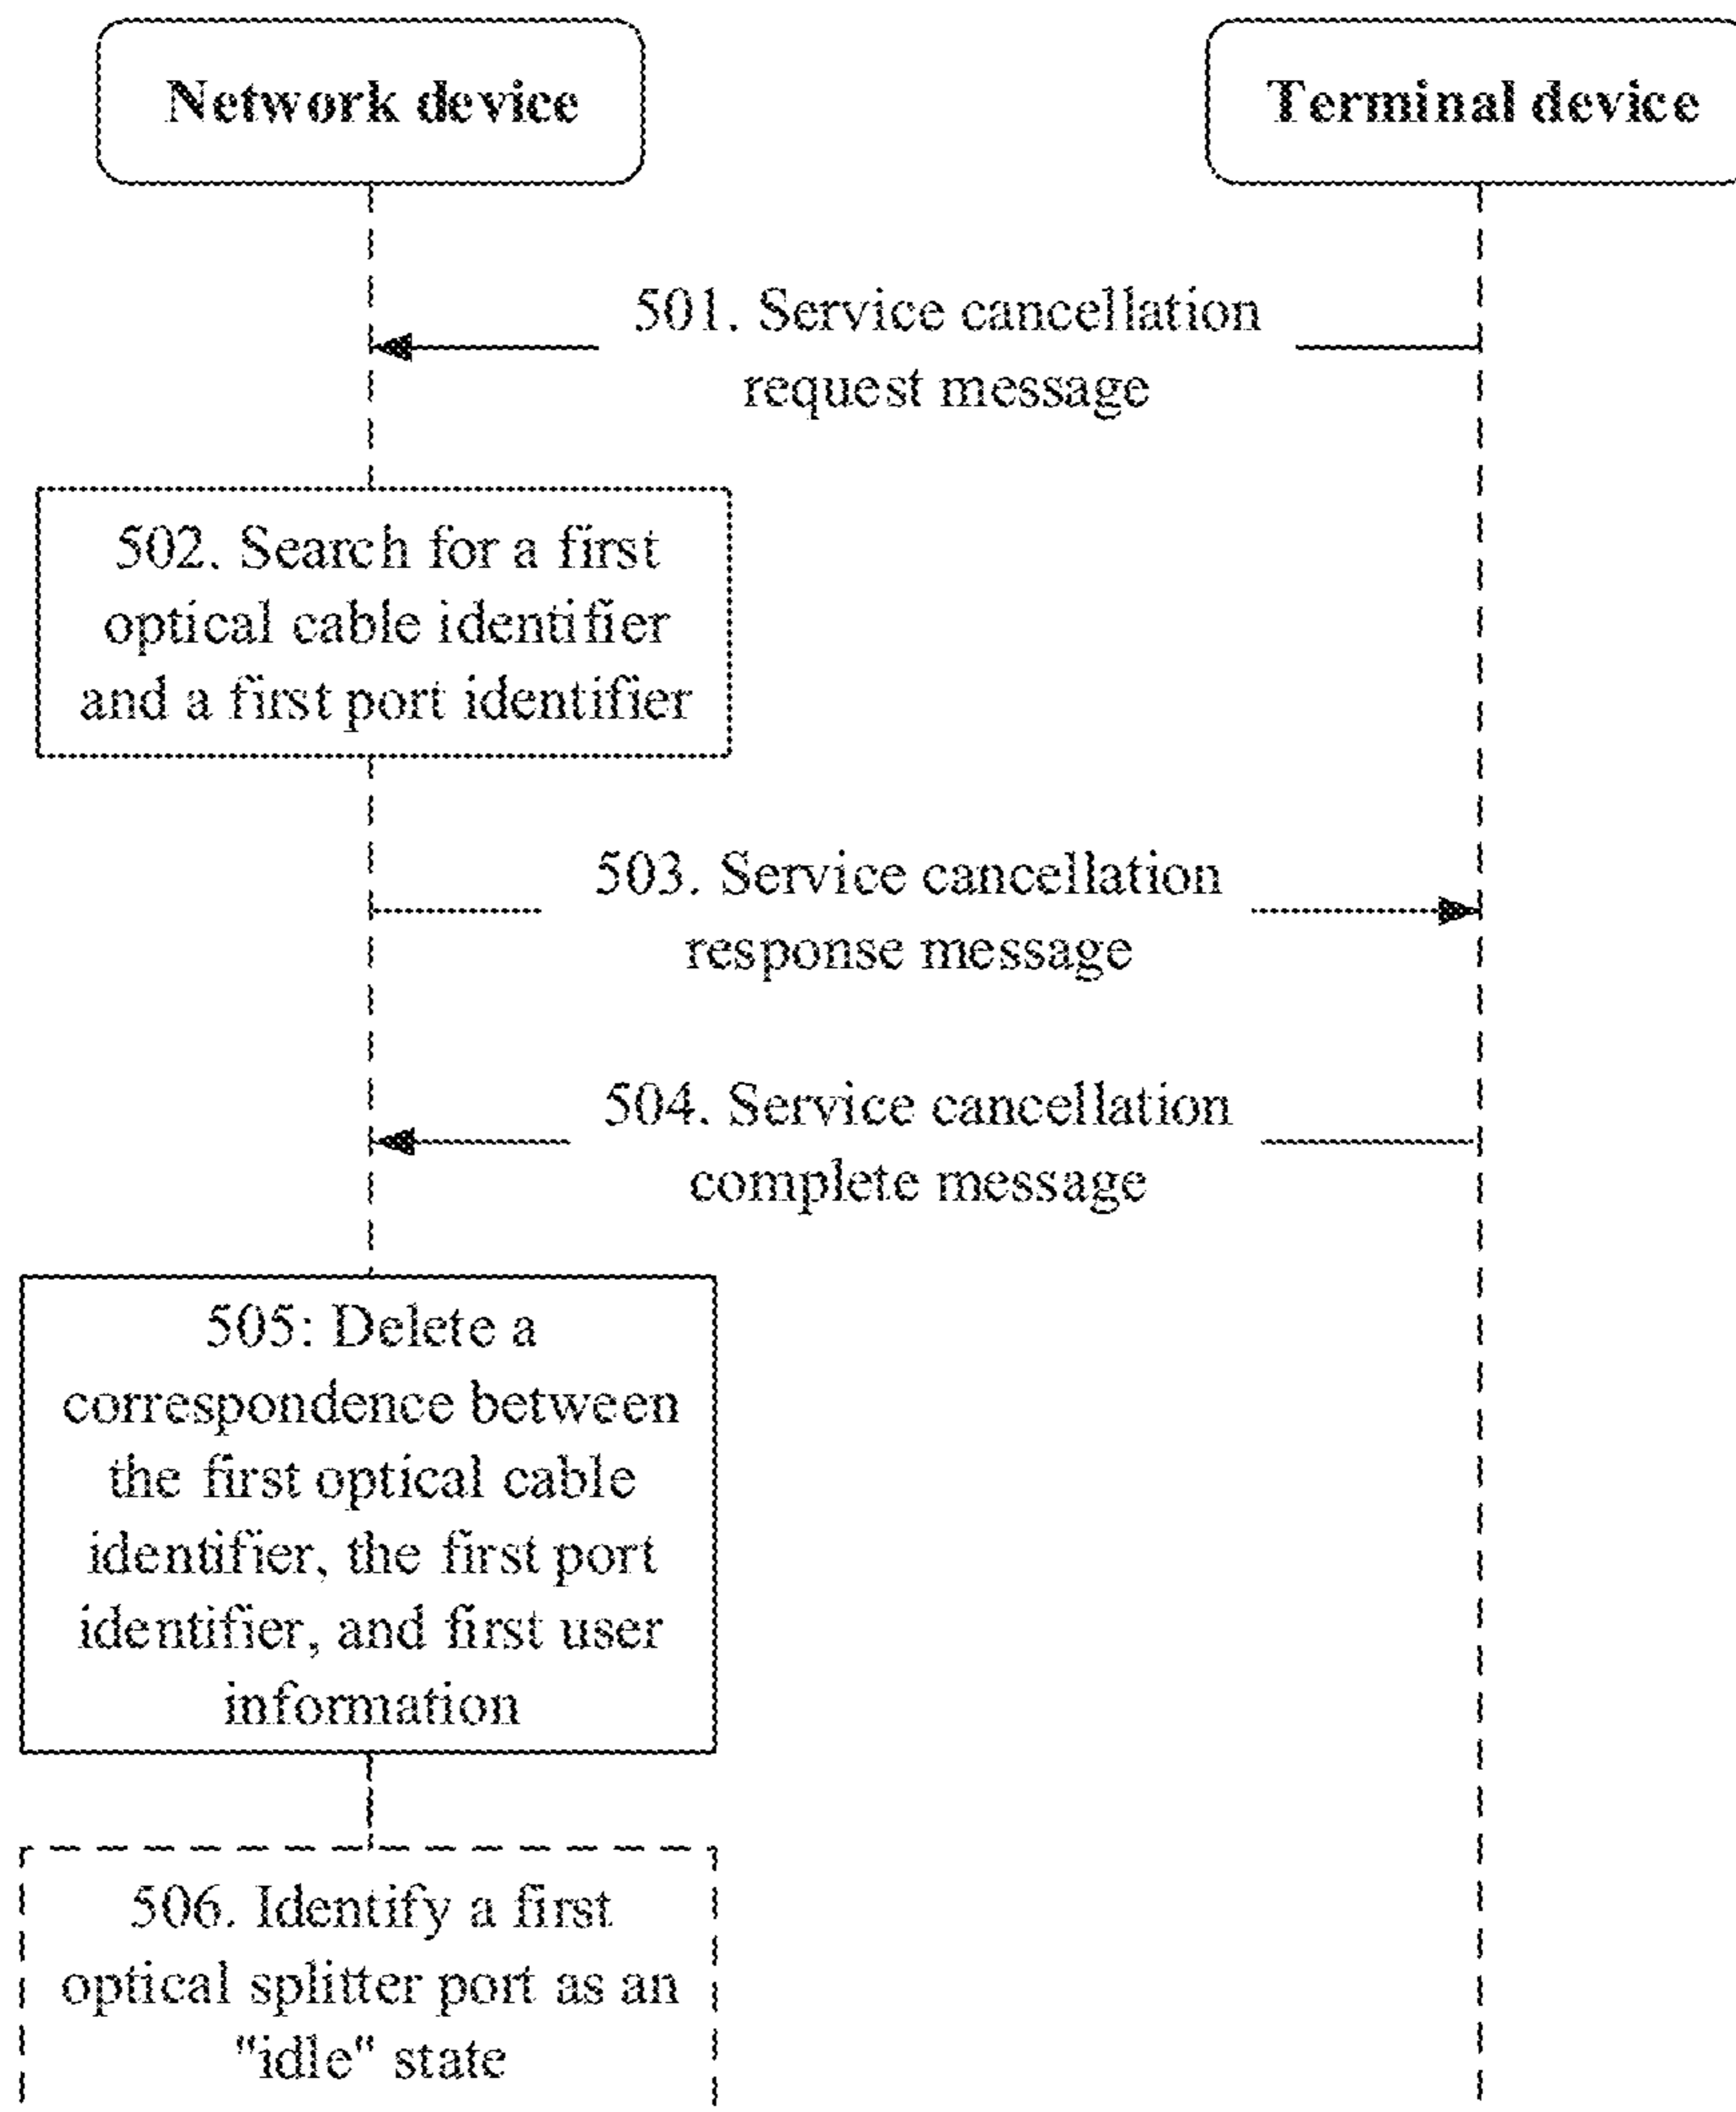 Network device
Terminal device
501. Service cancellation
request message
502. Search for a first
optical cable identifier
and a first port identifier
503. Service cancellation
response message
504. Service cancellation
complete message
505: Delete a
correspondence between
the first optical cable
identifier, the first port
identifier, and first user
information
506. Identify a first
optical splitter port as an
"idle" state